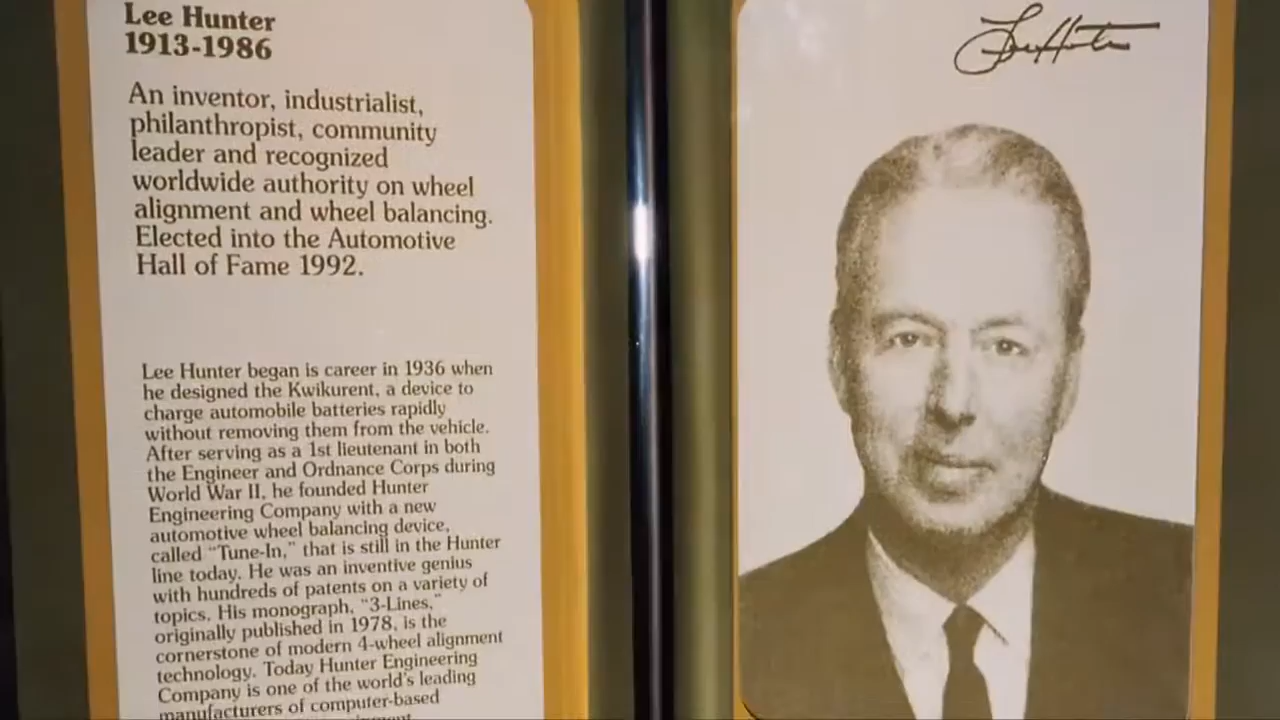 Lee Hunter
1913-1986
An inventor, industrialist,
philanthropist, community
leader and recognized
worldwide authority on wheel
alignment and wheel balancing.
Elected into the Automotive
Hall of Fame 1992.
Lee Hunter began is career in 1936 when
he designed the Kwikurent, a device to
charge automobile batteries rapidly
without removing them from the vehicle.
After serving as a 1st lieutenant in both
the Engineer and Ordnance Corps during
World War II, he founded Hunter
Engineering Company with a new
automotive wheel balancing device,
called "Tune-In," that is still in the Hunter
line today. He was an inventive genius
with hundreds of patents on a variety of
topics. His monograph, "3-Lines,"
originally published in 1978, is the
cornerstone of modern 4-wheel alignment
technology. Today Hunter Engineering
Company is one of the world's leading
manufacturers of computer-based
Lee Hunter